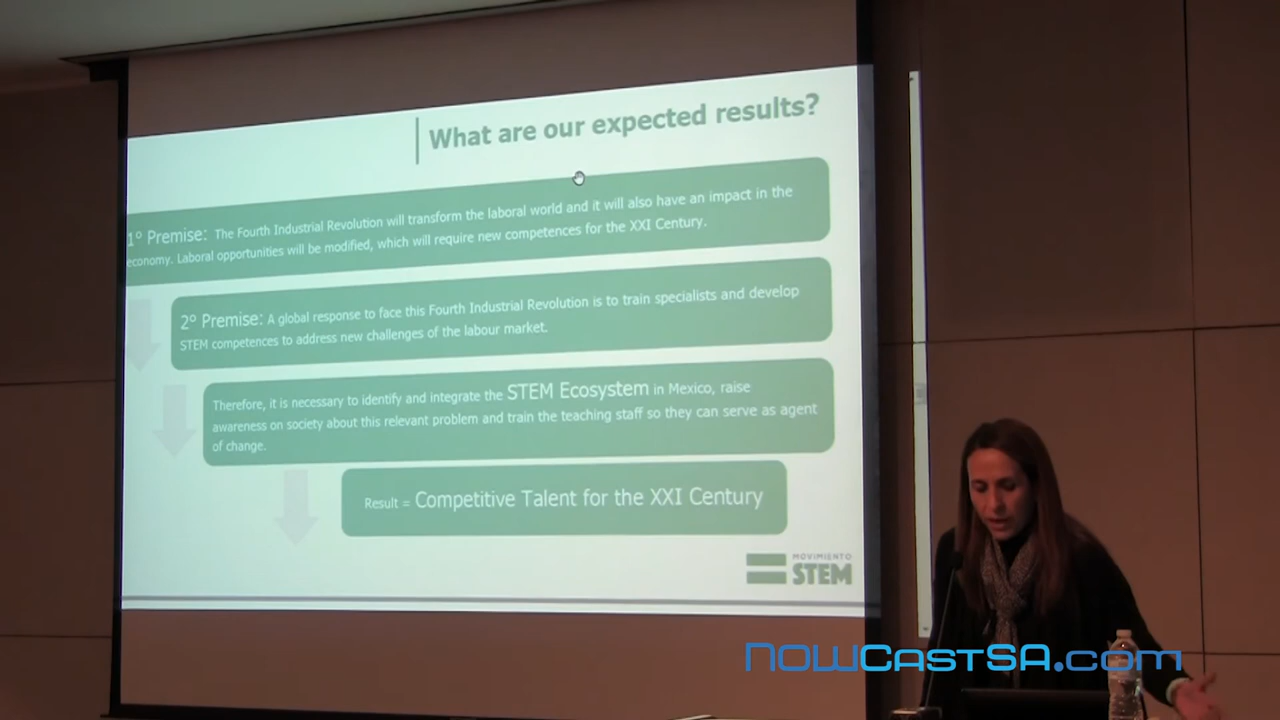 What are our expected results?
1º Premise: The Fourth Industrial Revolution will transform the laboral world and it will also have an impact in the
economy. Laboral opportunities will be modified, which will require new competences for the XXI Century.
2º Premise: A global response to face this Fourth Industrial Revolution is to train specialists and develop
STEM competences to address new challenges of the labour market.
Therefore, it is necessary to identify and integrate the STEM Ecosystem in Mexico, raise
awareness on society about this relevant problem and train the teaching staff so they can serve as agent
of change.
Result = Competitive Talent for the XXI Century
MOVIMIENTO
STEM
NOWCastSA.com